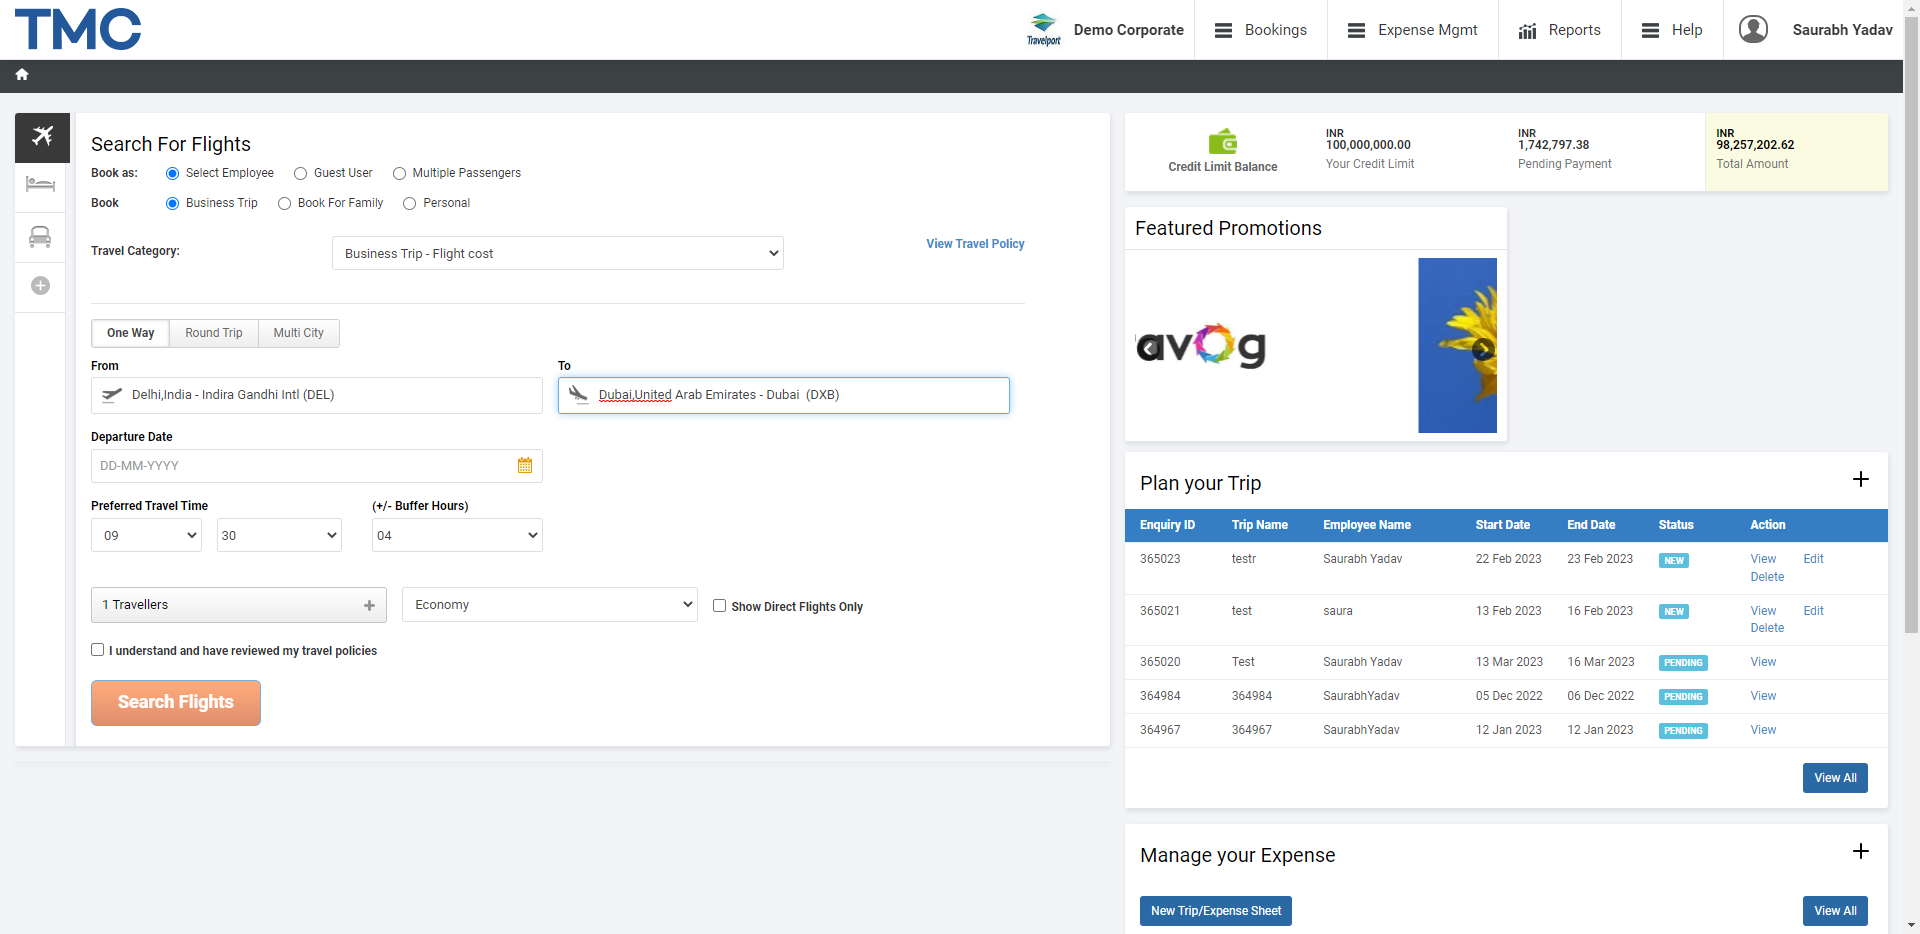 TMC
Travelport
Demo Corporate
Bookings
Expense Mgmt
Reports
Help
Saurabh Yadav
Search For Flights
Book as: Select Employee Guest User Multiple Passengers
Book Business Trip Book For Family Personal
Travel Category: Business Trip - Flight cost View Travel Policy
One Way Round Trip Multi City
From To
Delhi,India - Indira Gandhi Intl (DEL) Dubai,United Arab Emirates - Dubai (DXB)
Departure Date
DD-MM-YYYY
Preferred Travel Time (+/- Buffer Hours)
09 30 04
1 Travellers Economy Show Direct Flights Only
I understand and have reviewed my travel policies
Search Flights
Credit Limit Balance
INR
100,000,000.00
Your Credit Limit
INR
1,742,797.38
Pending Payment
INR
98,257,202.62
Total Amount
Featured Promotions
avog
Plan your Trip
Enquiry ID Trip Name Employee Name Start Date End Date Status Action
365023 testr Saurabh Yadav 22 Feb 2023 23 Feb 2023 NEW View Edit
Delete
365021 test saura 13 Feb 2023 16 Feb 2023 NEW View Edit
Delete
365020 Test Saurabh Yadav 13 Mar 2023 16 Mar 2023 PENDING View
364984 364984 SaurabhYadav 05 Dec 2022 06 Dec 2022 PENDING View
364967 364967 SaurabhYadav 12 Jan 2023 12 Jan 2023 PENDING View
View All
Manage your Expense
New Trip/Expense Sheet View All